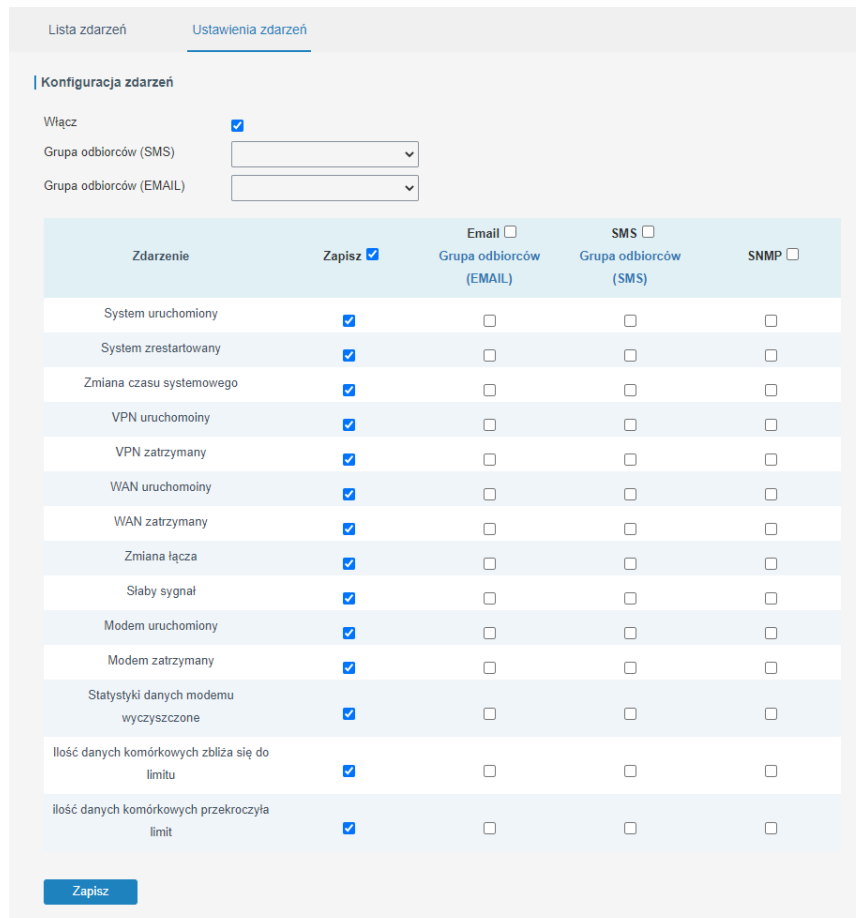 Lista zdarzeń Ustawienia zdarzeń
Konfiguracja zdarzeń
Włącz
Grupa odbiorców (SMS)
Grupa odbiorców (EMAIL)
Zdarzenie Zapisz Email Grupa odbiorców (EMAIL) SMS Grupa odbiorców (SMS) SNMP
System uruchomiony
System zrestartowany
Zmiana czasu systemowego
VPN uruchomoiny
VPN zatrzymany
WAN uruchomoiny
WAN zatrzymany
Zmiana łącza
Słaby sygnał
Modem uruchomiony
Modem zatrzymany
Statystyki danych modemu
wyczyszczone
Ilość danych komórkowych zbliża się do
limitu
ilość danych komórkowych przekroczyła
limit
Zapisz